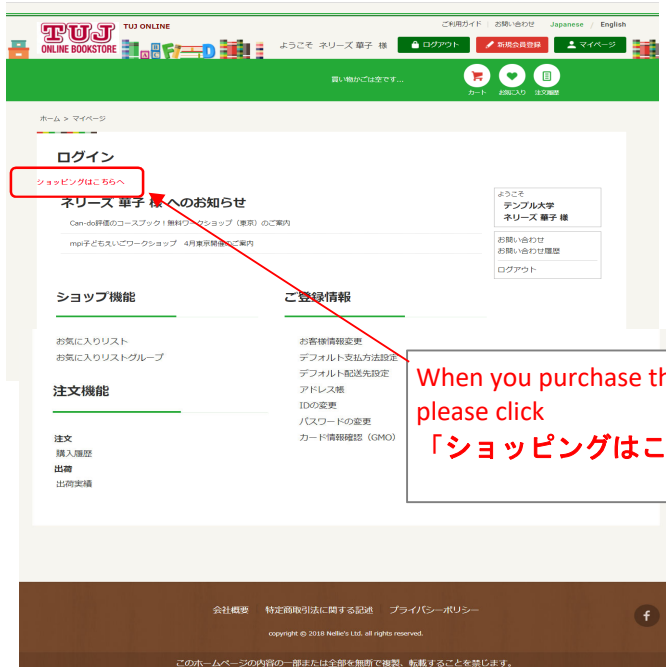 TUJ
ONLINE BOOKSTORE
TUJ ONLINE
ご利用ガイド お問い合わせ Japanese / English
ようこそ ネリーズ 華子 様 ログアウト 新規会員登録 マイページ
買い物かごは空です...
カート お気に入り 注文履歴
ホーム > マイページ
ログイン
ショッピングはこちらへ
ネリーズ 華子 様 へのお知らせ
Can-do評価のコースブック！無料ワークショップ（東京）のご案内
mpi子どもえいごワークショップ 4月東京開催のご案内
ようこそ
テンプル大学
ネリーズ 華子 様
お問い合わせ
お問い合わせ履歴
ログアウト
ショップ機能
お気に入りリスト
お気に入りリストグループ
注文機能
注文
購入履歴
出荷
出荷実績
ご登録情報
お客様情報変更
デフォルト支払方法設定
デフォルト配送先設定
アドレス帳
IDの変更
パスワードの変更
カード情報確認（GMO）
When you purchase th
please click
「ショッピングはこ
会社概要 特定商取引法に関する記述 プライバシーポリシー
copyright © 2018 Nellie's Ltd. all rights reserved.
このホームページの内容の一部または全部を無断で複製、転載することを禁じます。